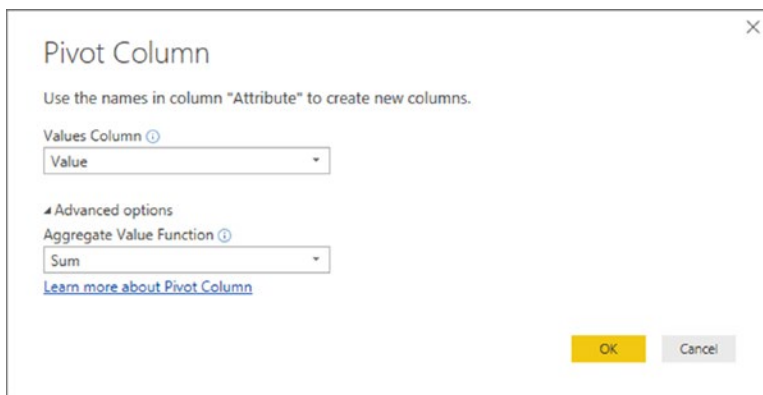 Pivot Column
Use the names in column "Attribute" to create new columns.
Values Column
Value
Advanced options
Aggregate Value Function
Sum
Learn more about Pivot Column
OK
Cancel